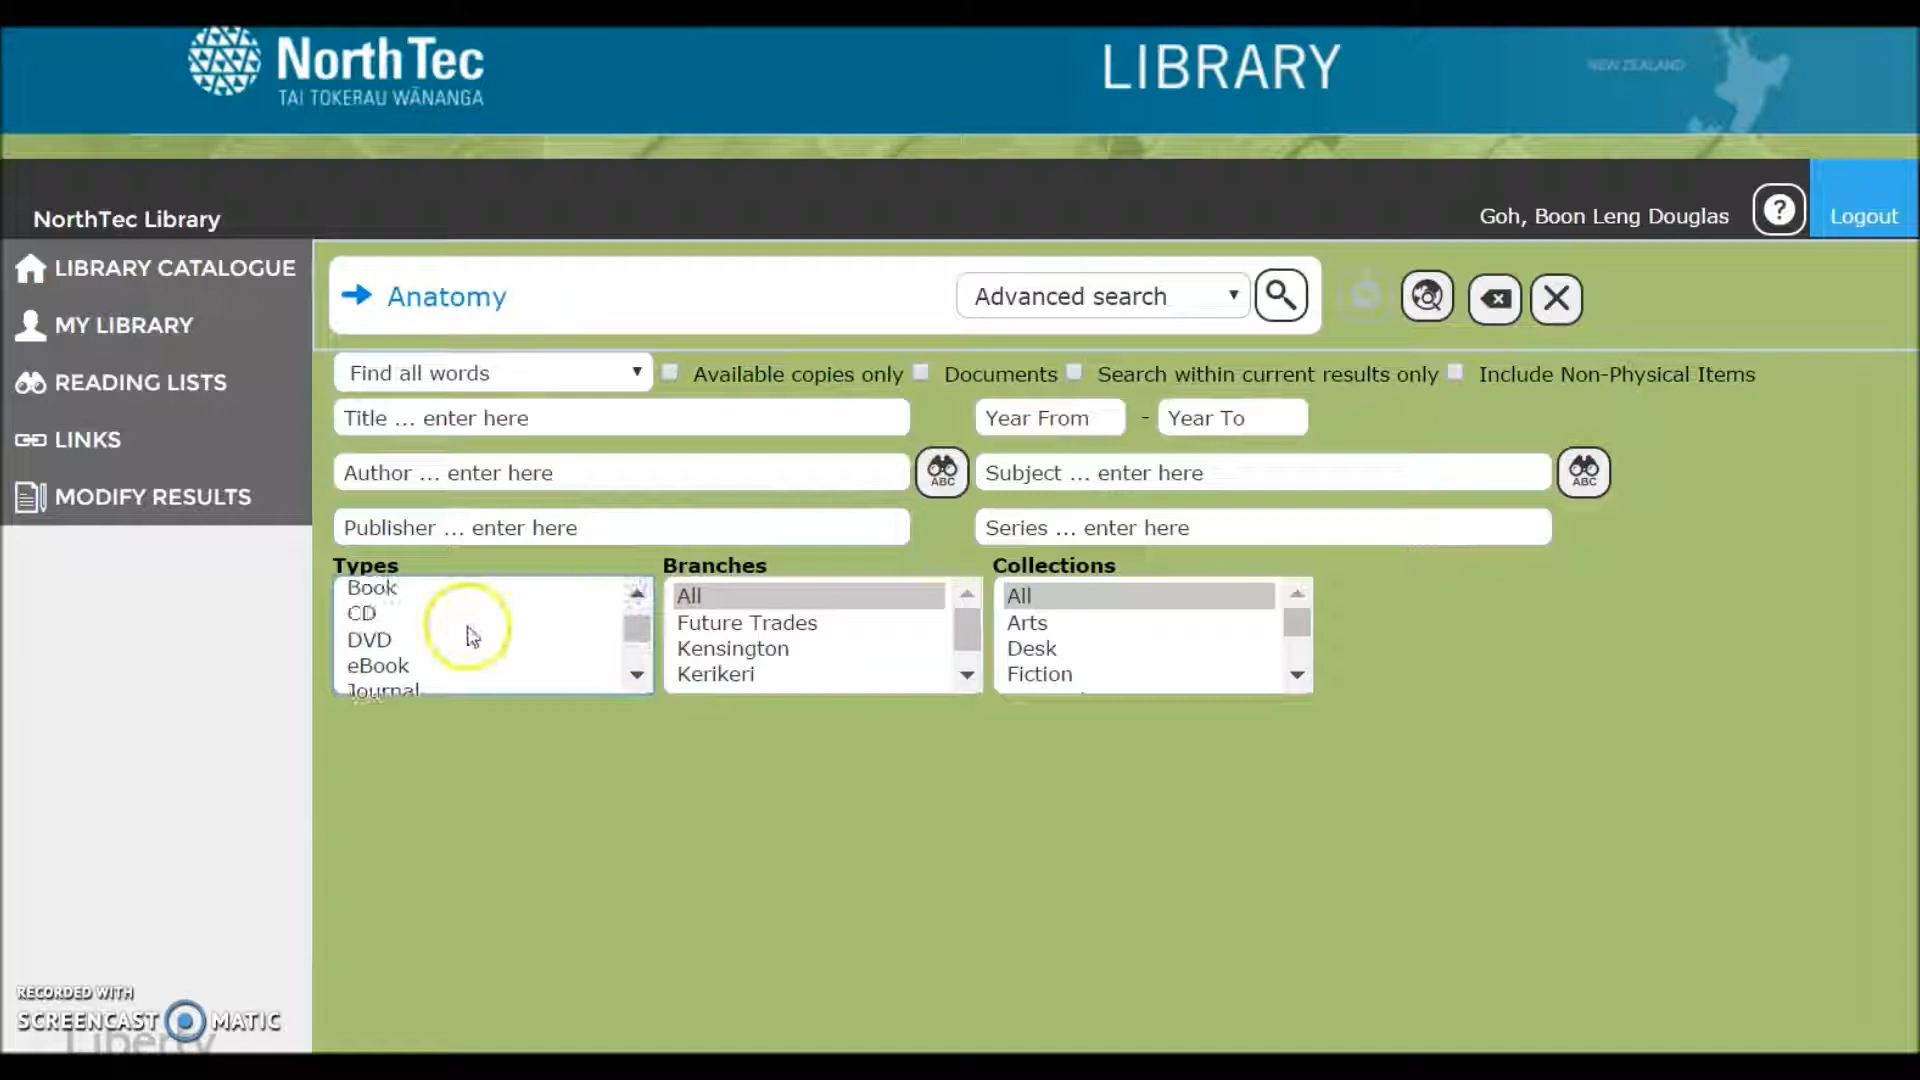 NorthTec
TAI TOKERAU WĀNANGA
LIBRARY
NEW ZEALAND
NorthTec Library
Goh, Boon Leng Douglas
?
Logout
LIBRARY CATALOGUE
MY LIBRARY
READING LISTS
LINKS
MODIFY RESULTS
Anatomy
Advanced search
Find all words
Available copies only
Documents
Search within current results only
Include Non-Physical Items
Title ... enter here
Year From
-
Year To
Author ... enter here
ABC
Subject ... enter here
ABC
Publisher ... enter here
Series ... enter here
Types
Book
CD
DVD
eBook
Journal
Branches
All
Future Trades
Kensington
Kerikeri
Collections
All
Arts
Desk
Fiction
RECORDED WITH
SCREENCAST MATIC
Liberty